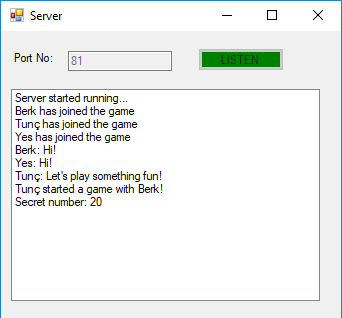 Server
Port No:
81
LISTEN
Server started running...
Berk has joined the game
Tunç has joined the game
Yes has joined the game
Berk: Hi!
Yes: Hi!
Tunç: Let's play something fun!
Tunç started a game with Berk!
Secret number: 20